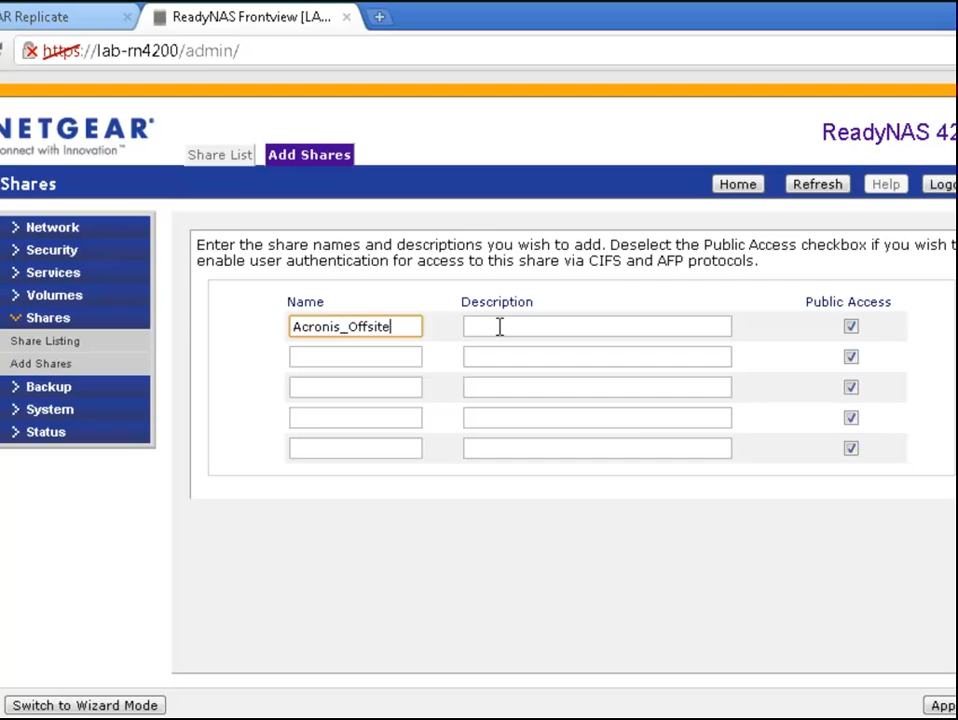 AR Replicate
ReadyNAS Frontview [LA...
https://lab-rn4200/admin/
NETGEAR
onnect with Innovation™
Share List
Add Shares
ReadyNAS 42
Shares
Home
Refresh
Help
Logo
Network
Security
Services
Volumes
Shares
Share Listing
Add Shares
Backup
System
Status
Enter the share names and descriptions you wish to add. Deselect the Public Access checkbox if you wish t
enable user authentication for access to this share via CIFS and AFP protocols.
Name Description Public Access
Acronis_Offsite
Switch to Wizard Mode
App